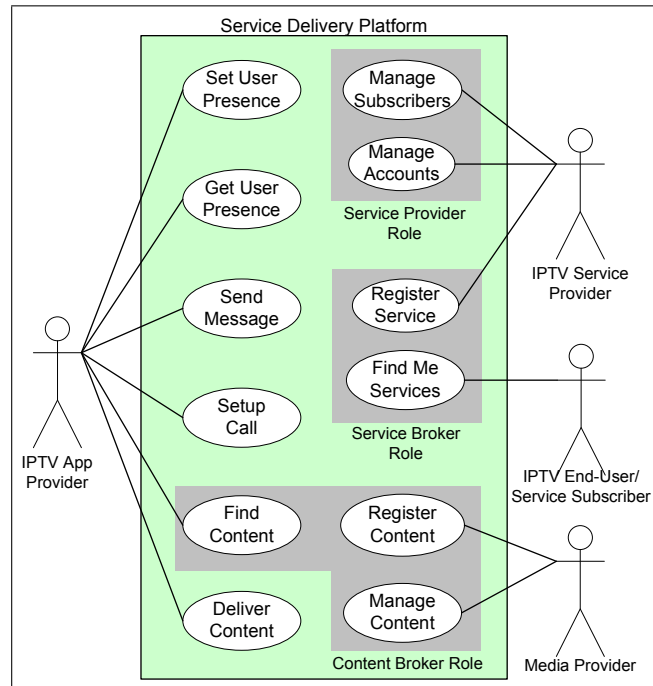 Service Delivery Platform
Set User
Presence
Manage
Subscribers
Manage
Accounts
Get User
Presence
Service Provider
Role
IPTV Service
Provider
Send
Message
Register
Service
Find Me
Services
Setup
Call
Service Broker
Role
IPTV App
Provider
IPTV End-User/
Service Subscriber
Find
Content
Register
Content
Deliver
Content
Manage
Content
Content Broker Role
Media Provider